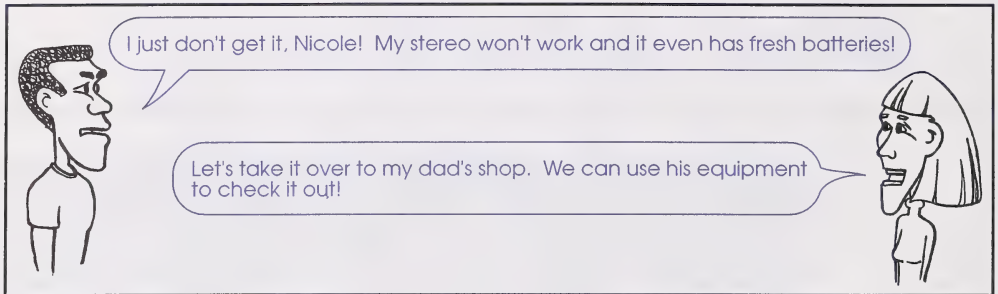 I just don't get it, Nicole!  My stereo won't work and it even has fresh batteries!
Let's take it over to my dad's shop.  We can use his equipment
to check it out!